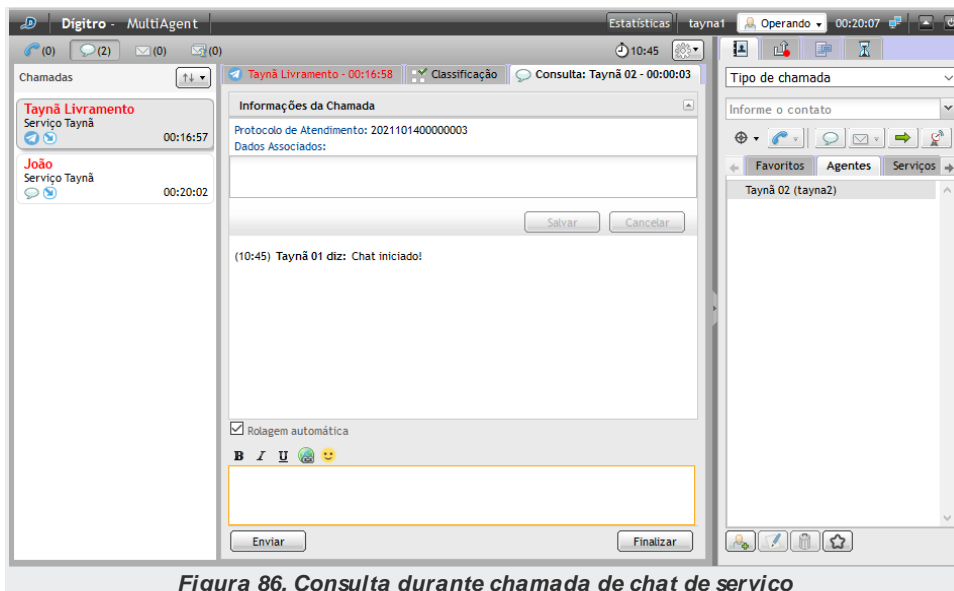 Dígitro - MultiAgent
Estatísticas tayna1 Operando 00:20:07
(0) (2) (0) (0) 10:45
Chamadas
Taynã Livramento
Serviço Taynã
00:16:57
João
Serviço Taynã
00:20:02
Taynã Livramento - 00:16:58 Classificação Consulta: Taynã 02 - 00:00:03
Informações da Chamada
Protocolo de Atendimento: 2021101400000003
Dados Associados:
Salvar Cancelar
(10:45) Taynã 01 diz: Chat iniciado!
Rolagem automática
B I U
Enviar Finalizar
Tipo de chamada
Informe o contato
Favoritos Agentes Serviços
Taynã 02 (tayna2)
Figura 86. Consulta durante chamada de chat de serviço